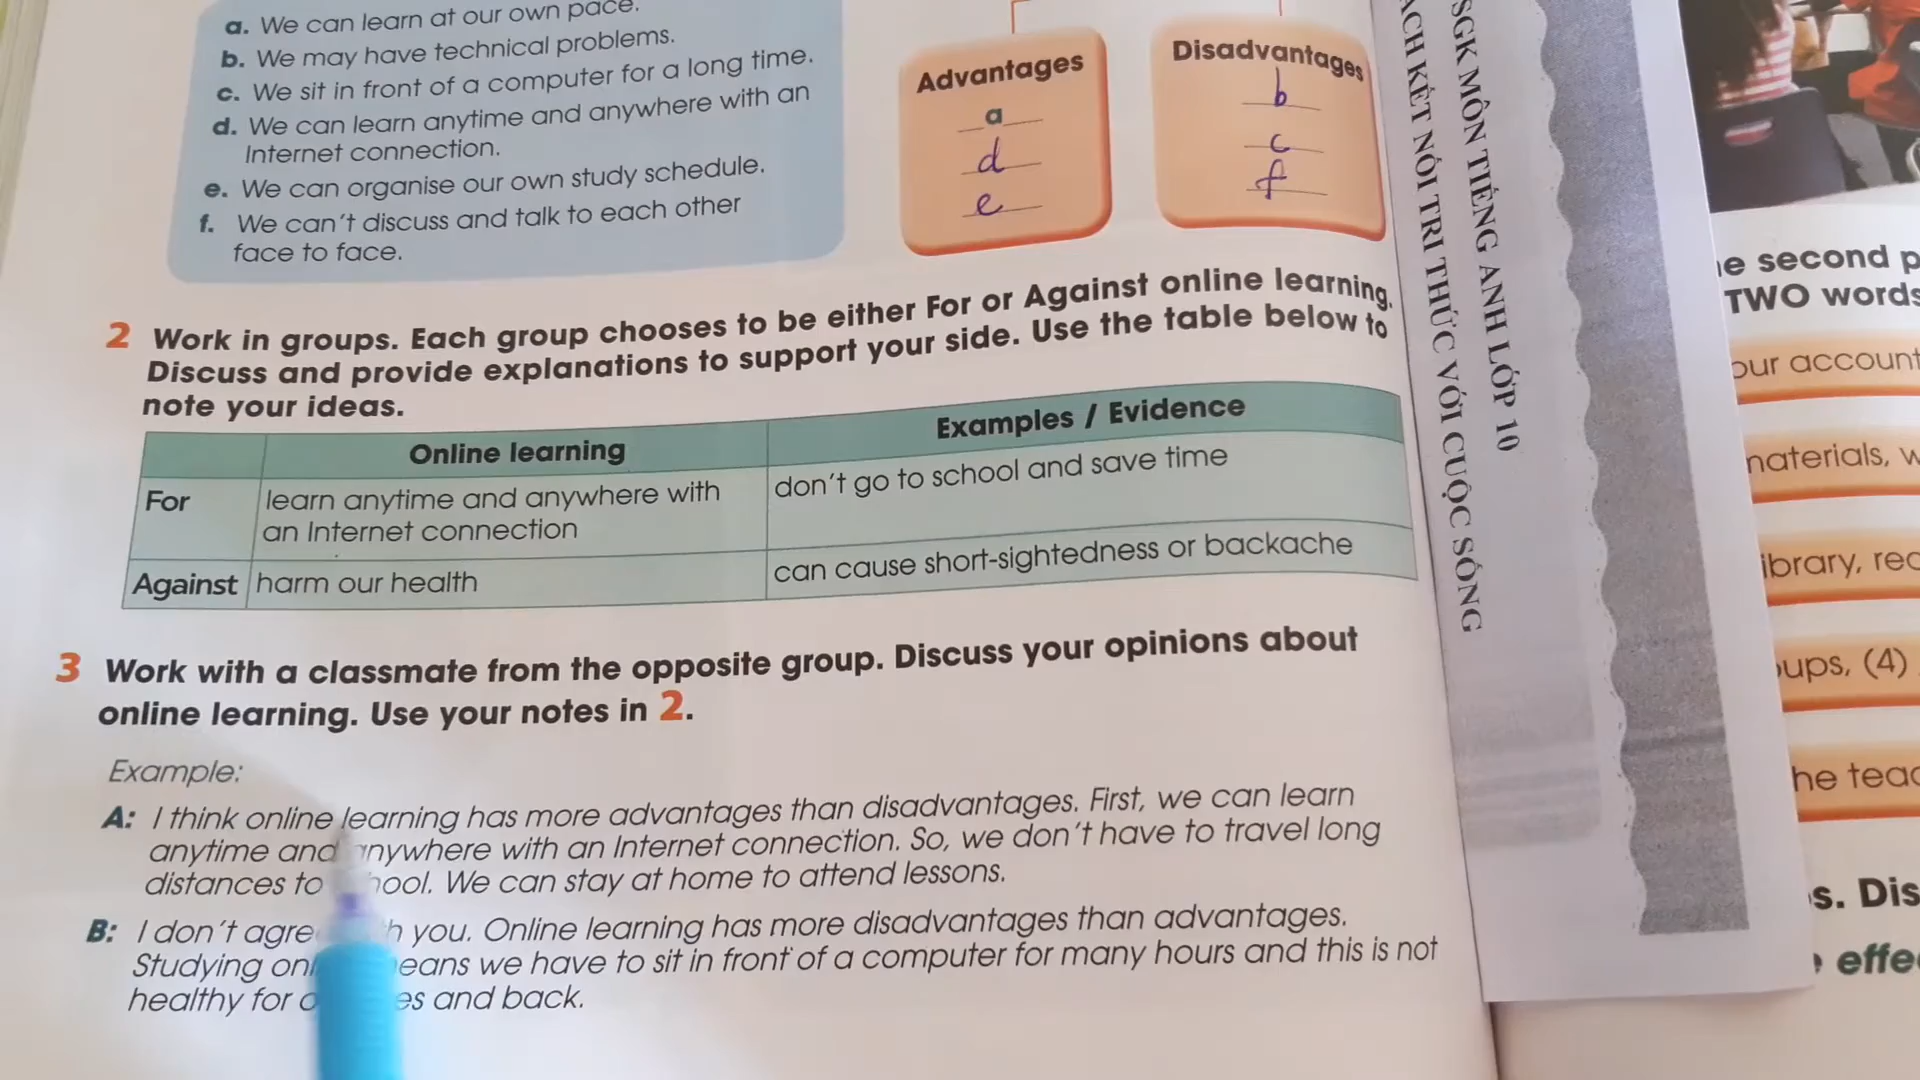 a. We can learn at our own pace.
b. We may have technical problems.
c. We sit in front of a computer for a long time.
d. We can learn anytime and anywhere with an
Internet connection.
e. We can organise our own study schedule.
f. We can't discuss and talk to each other
face to face.
Advantages
a
d
e
Disadvantages
b
c
f
2 Work in groups. Each group chooses to be either For or Against online learning.
Discuss and provide explanations to support your side. Use the table below to
note your ideas.
Online learning
Examples / Evidence
For
learn anytime and anywhere with
an Internet connection
don't go to school and save time
Against
harm our health
can cause short-sightedness or backache
3 Work with a classmate from the opposite group. Discuss your opinions about
online learning. Use your notes in 2.
Example:
A: I think online learning has more advantages than disadvantages. First, we can learn
anytime and anywhere with an Internet connection. So, we don't have to travel long
distances to hool. We can stay at home to attend lessons.
B: I don't agre h you. Online learning has more disadvantages than advantages.
Studying onl eans we have to sit in front of a computer for many hours and this is not
healthy for o es and back.
SGK MÔN TIẾNG ANH LỚP 10
ÁCH KẾT NỐI TRI THỨC VỚI CUỘC SỐNG
e second p
TWO words
our account
materials, w
ibrary, rec
ups, (4)
he teac
s. Dis
effe